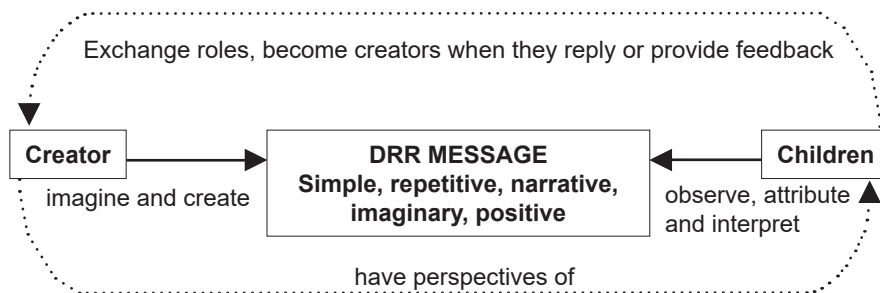 Exchange roles, become creators when they reply or provide feedback
Creator
DRR MESSAGE
Simple, repetitive, narrative,
imaginary, positive
Children
imagine and create
observe, attribute
and interpret
have perspectives of